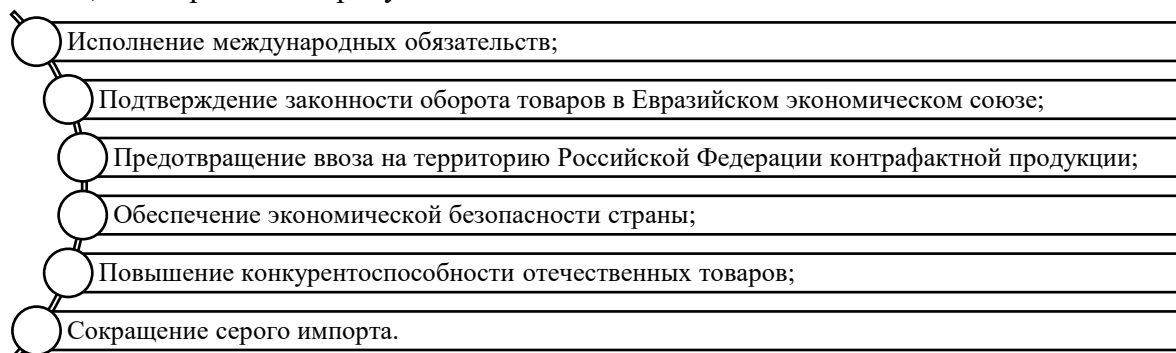 Исполнение международных обязательств;
Подтверждение законности оборота товаров в Евразийском экономическом союзе;
Предотвращение ввоза на территорию Российской Федерации контрафактной продукции;
Обеспечение экономической безопасности страны;
Повышение конкурентоспособности отечественных товаров;
Сокращение серого импорта.